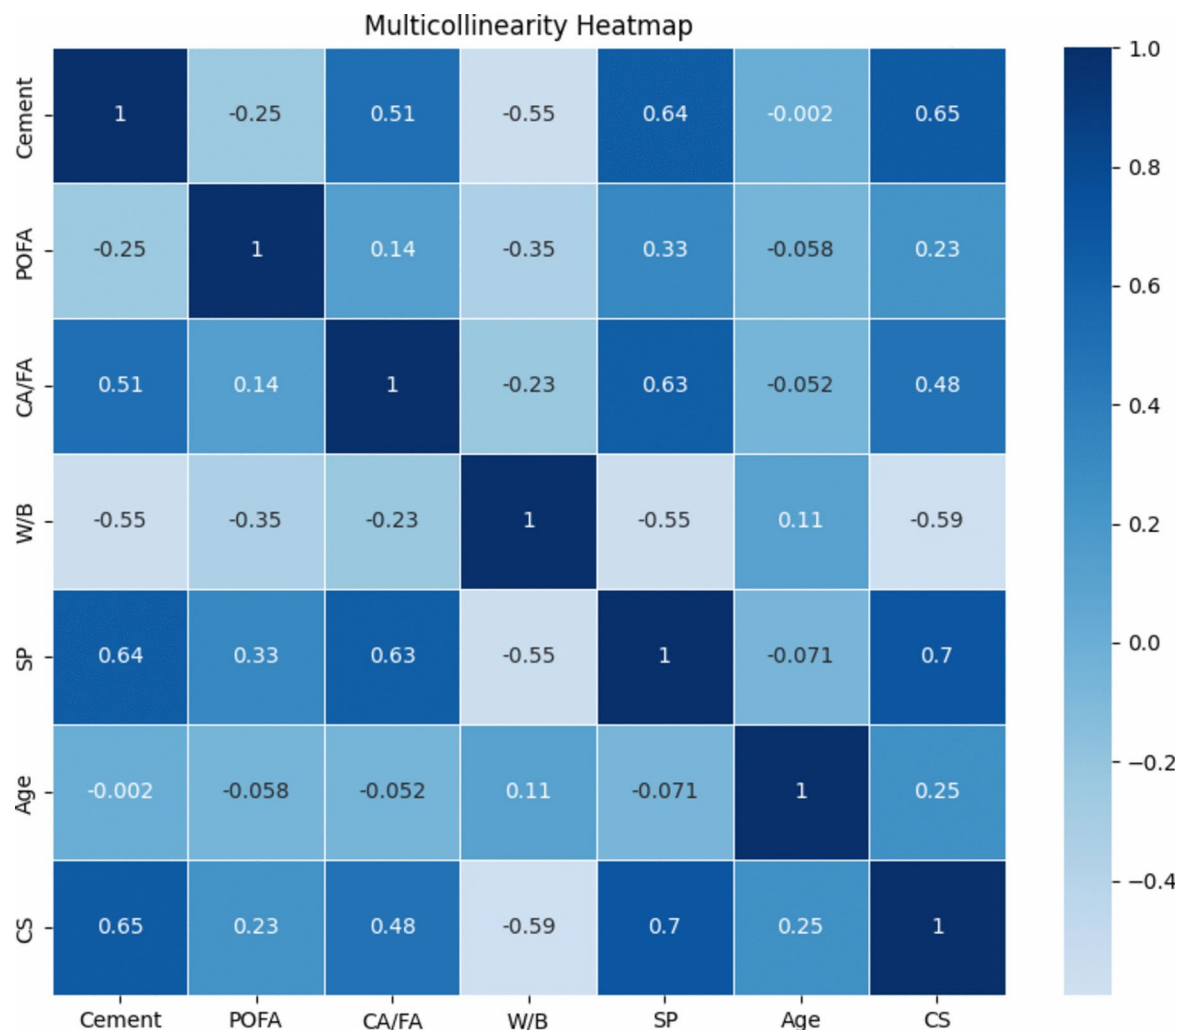 Multicollinearity Heatmap
Cement 1 -0.25 0.51 -0.55 0.64 -0.002 0.65
POFA -0.25 1 0.14 -0.35 0.33 -0.058 0.23
CA/FA 0.51 0.14 1 -0.23 0.63 -0.052 0.48
W/B -0.55 -0.35 -0.23 1 -0.55 0.11 -0.59
SP 0.64 0.33 0.63 -0.55 1 -0.071 0.7
Age -0.002 -0.058 -0.052 0.11 -0.071 1 0.25
CS 0.65 0.23 0.48 -0.59 0.7 0.25 1
Cement POFA CA/FA W/B SP Age CS
1.0
0.8
0.6
0.4
0.2
0.0
−0.2
−0.4